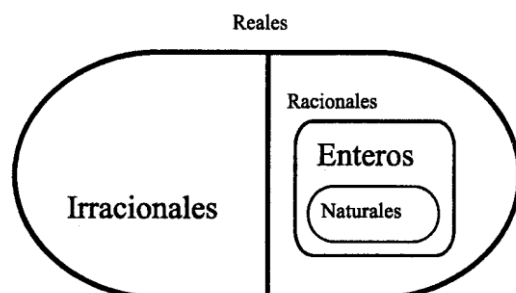 Reales
Racionales
Enteros
Naturales
Irracionales